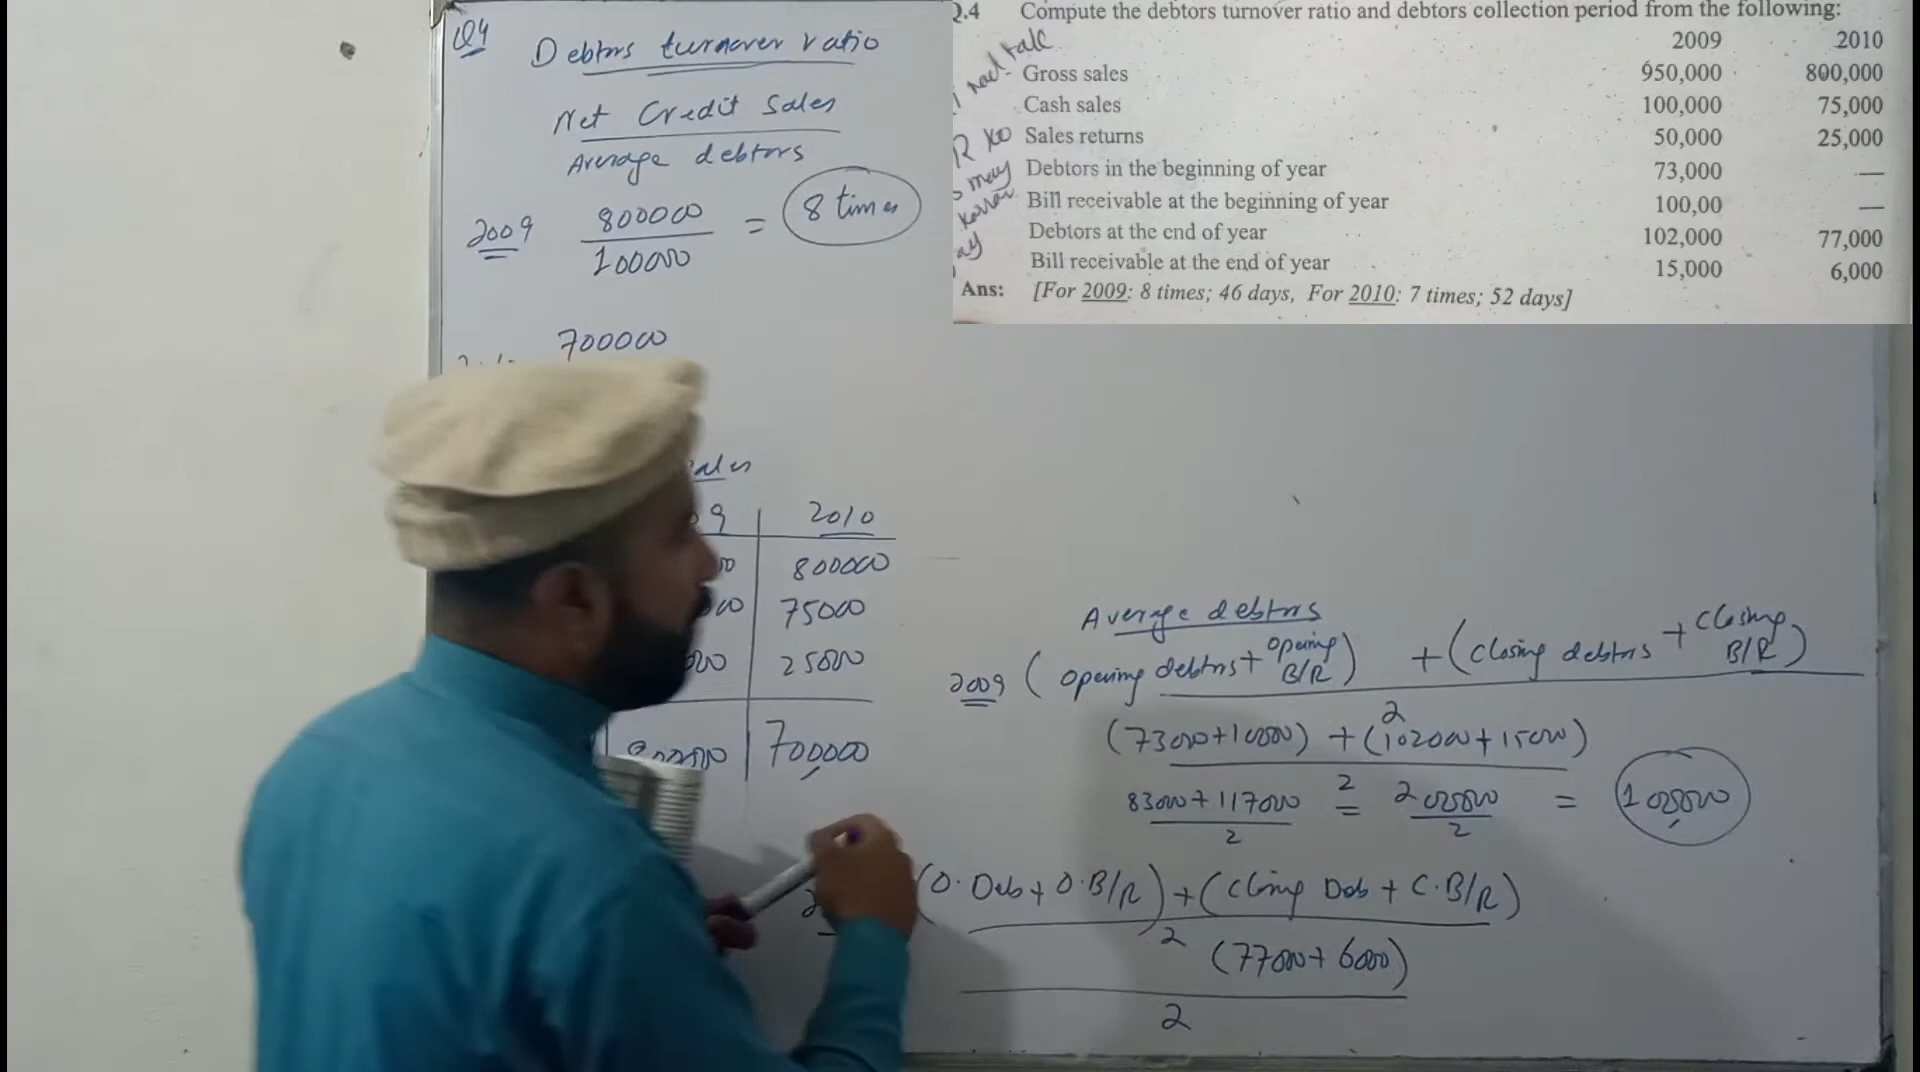 Q4
Debtors turnover ratio
Net Credit Sales
Average debtors
2009 800000 = 8 times
100000
700000
2009 | 2010
800000
75000
25000
800000 | 700000
Average debtors
2009 (opening debtors + opening B/R) + (closing debtors + closing B/R)
2
(73000+10000) + (102000+15000)
2
83000+117000 = 200000 = 100000
2 2
(O. Deb + O.B/R) + (Closing Deb + C.B/R)
2
(77000+6000)
2
Q.4 Compute the debtors turnover ratio and debtors collection period from the following:
2009 2010
Gross sales 950,000 800,000
Cash sales 100,000 75,000
Sales returns 50,000 25,000
Debtors in the beginning of year 73,000 —
Bill receivable at the beginning of year 100,00 —
Debtors at the end of year 102,000 77,000
Bill receivable at the end of year 15,000 6,000
Ans: [For 2009: 8 times; 46 days, For 2010: 7 times; 52 days]